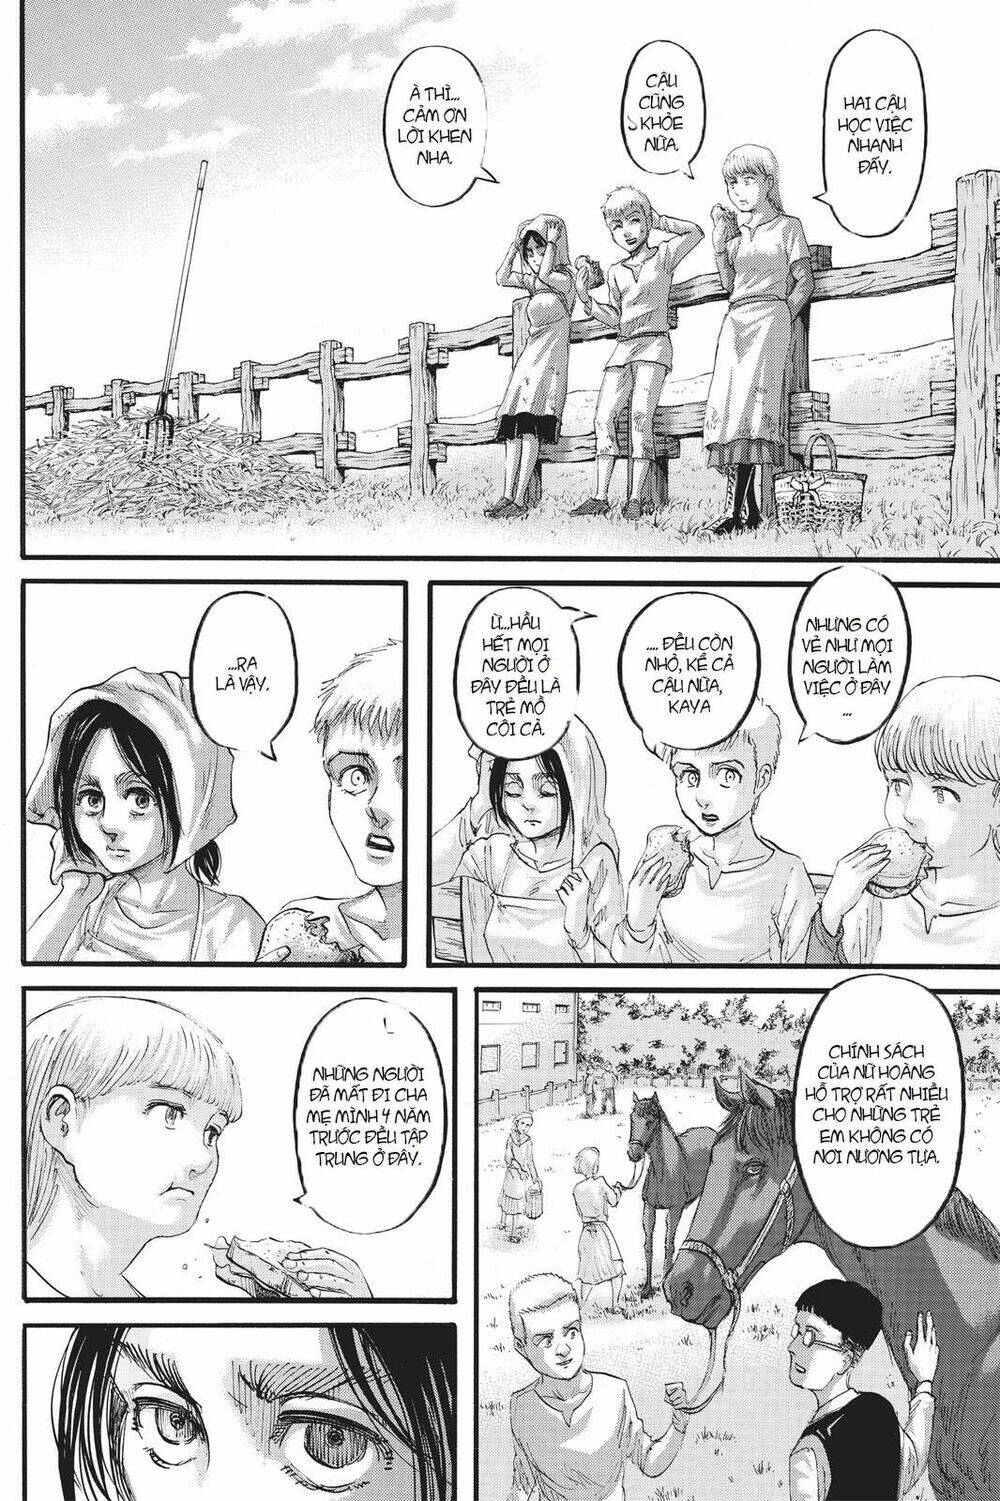 HAI CẬU
HỌC VIỆC
NHANH
ĐẤY.
CẬU
CŨNG
KHỎE
NỮA.
À THÌ...
CẢM ƠN
LỜI KHEN
NHA.
NHƯNG CÓ
VẺ NHƯ MỌI
NGƯỜI LÀM
VIỆC Ở ĐÂY
...
.... ĐỀU CÒN
NHỎ, KỂ CẢ
CẬU NỮA,
KAYA
Ừ...HẦU
HẾT MỌI
NGƯỜI Ở
ĐÂY ĐỀU LÀ
TRẺ MỒ
CÔI CẢ.
...RA
LÀ VẬY.
CHÍNH SÁCH
CỦA NỮ HOÀNG
HỖ TRỢ RẤT
NHIỀU
CHO NHỮNG TRẺ
EM KHÔNG CÓ
NƠI NƯƠNG TỰA.
NHỮNG NGƯỜI
ĐÃ MẤT ĐI CHA
MẸ MÌNH 4 NĂM
TRƯỚC ĐỀU TẬP
TRUNG Ở ĐÂY.